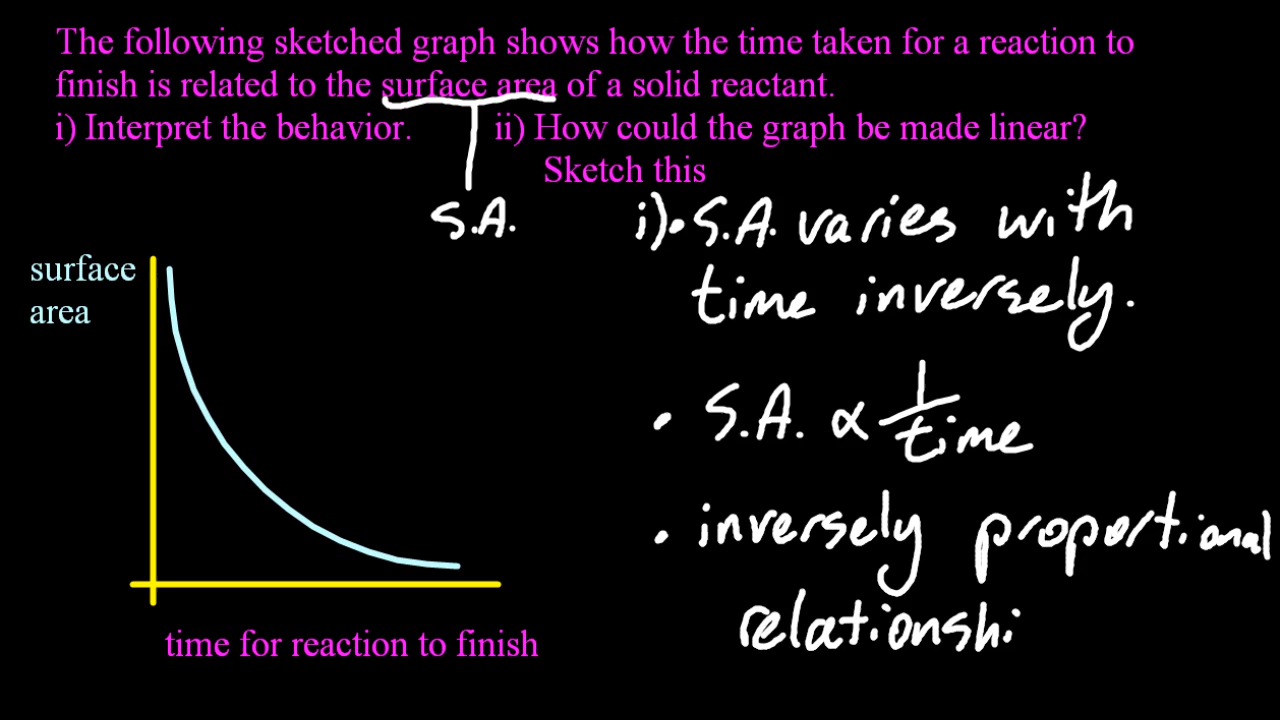 The following sketched graph shows how the time taken for a reaction to
finish is related to the surface area of a solid reactant.
i) Interpret the behavior. ii) How could the graph be made linear?
Sketch this
S.A.
i) • S.A. varies with
time inversely.
surface
area
• S.A. ∝ 1/time
• inversely proportional
relationshi
time for reaction to finish